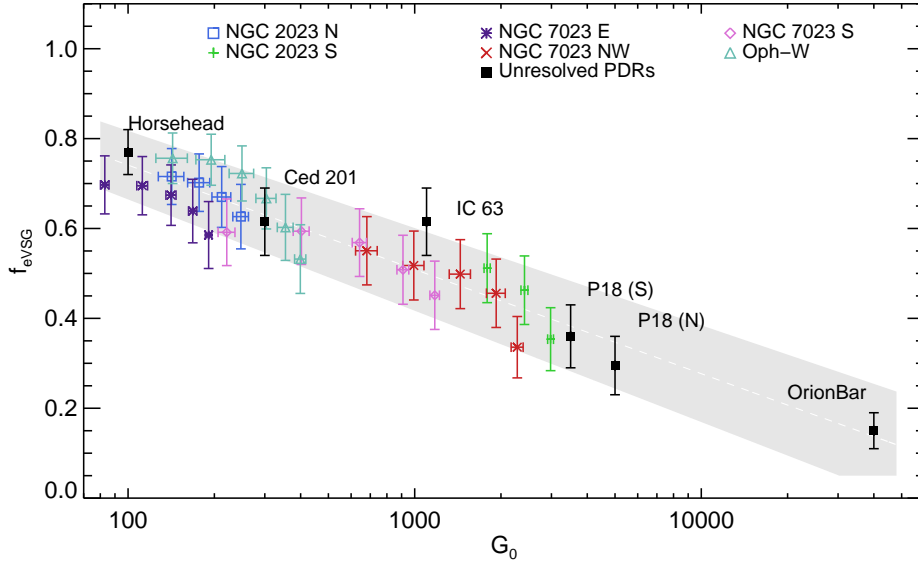 NGC 2023 N
NGC 7023 E
NGC 7023 S
NGC 2023 S
NGC 7023 NW
Oph−W
Unresolved PDRs
1.0
0.8
0.6
0.4
0.2
0.0
f_eVSG
Horsehead
Ced 201
IC 63
P18 (S)
P18 (N)
OrionBar
100
1000
10000
G_0